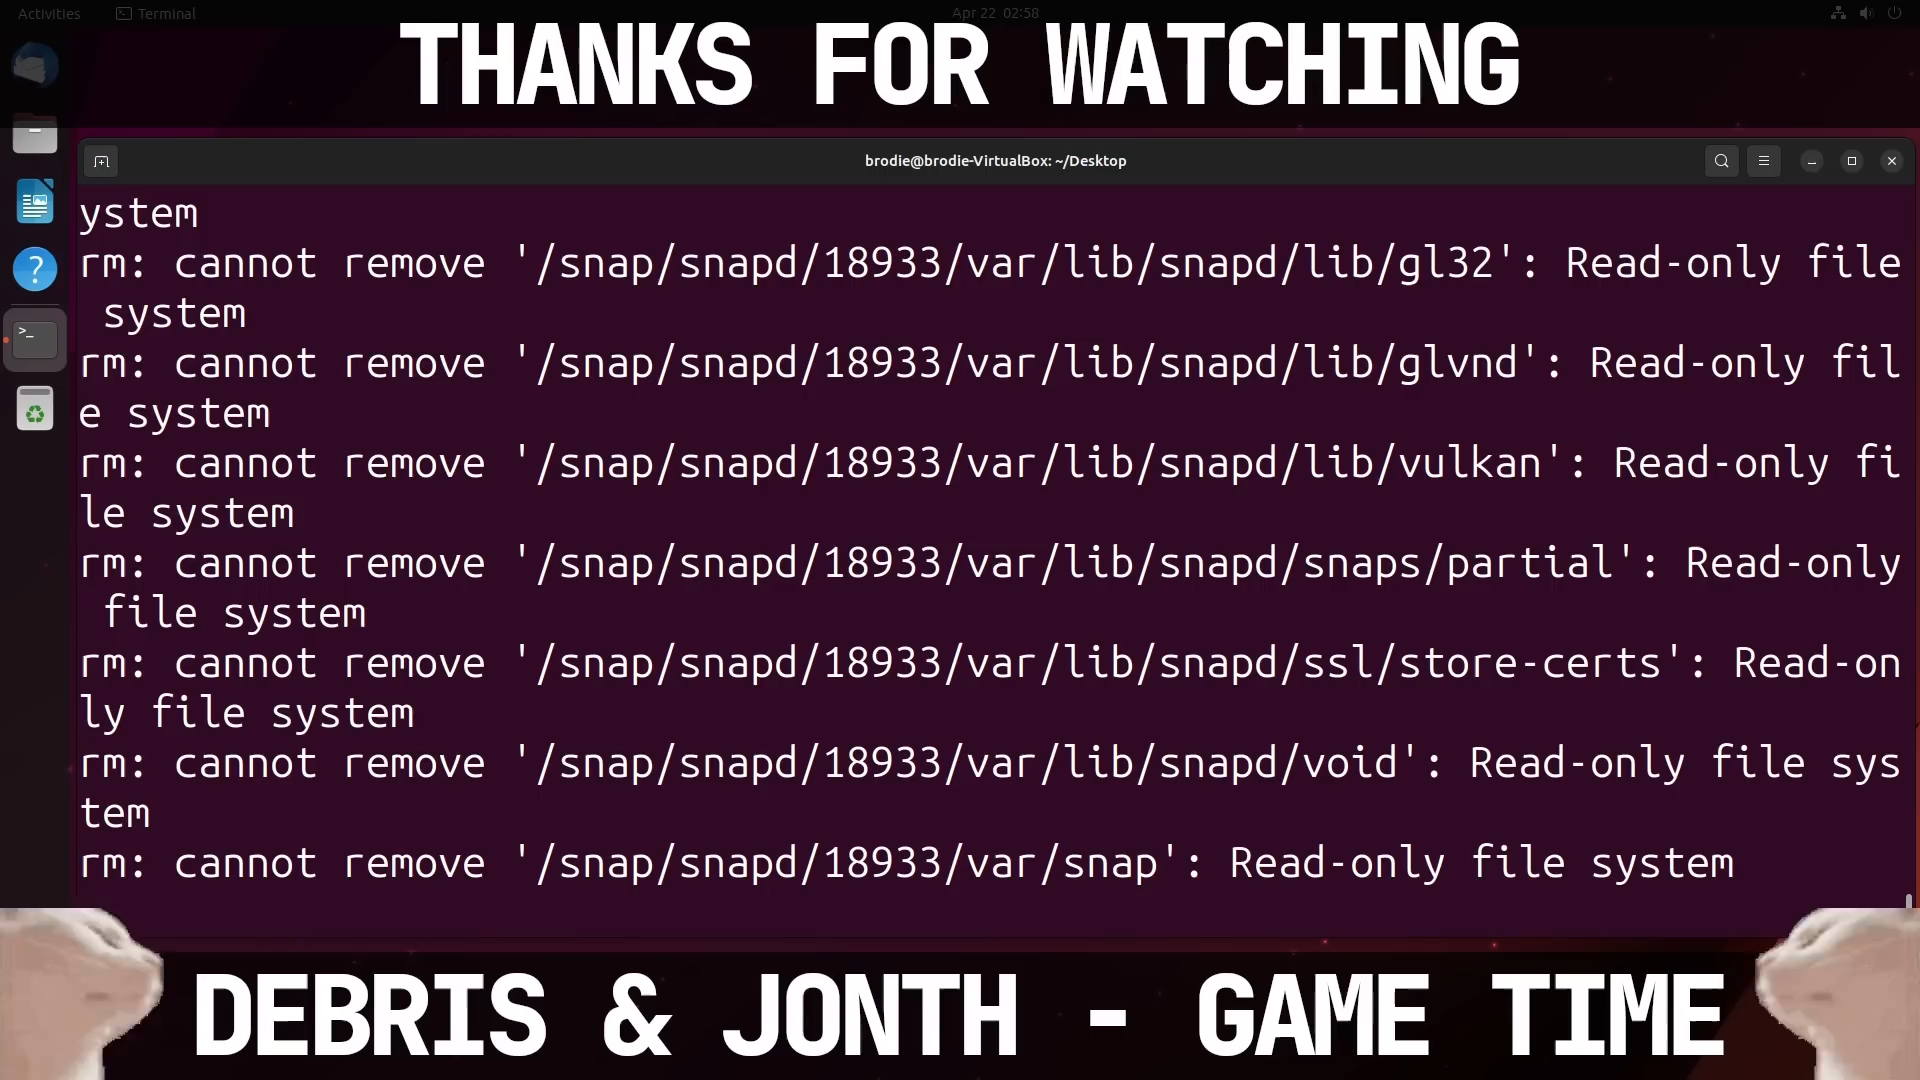 Activities Terminal Apr 22 02:58
THANKS FOR WATCHING
brodie@brodie-VirtualBox: ~/Desktop
ystem
rm: cannot remove '/snap/snapd/18933/var/lib/snapd/lib/gl32': Read-only file
 system
rm: cannot remove '/snap/snapd/18933/var/lib/snapd/lib/glvnd': Read-only fil
e system
rm: cannot remove '/snap/snapd/18933/var/lib/snapd/lib/vulkan': Read-only fi
le system
rm: cannot remove '/snap/snapd/18933/var/lib/snapd/snaps/partial': Read-only
 file system
rm: cannot remove '/snap/snapd/18933/var/lib/snapd/ssl/store-certs': Read-on
ly file system
rm: cannot remove '/snap/snapd/18933/var/lib/snapd/void': Read-only file sys
tem
rm: cannot remove '/snap/snapd/18933/var/snap': Read-only file system
DEBRIS & JONTH - GAME TIME